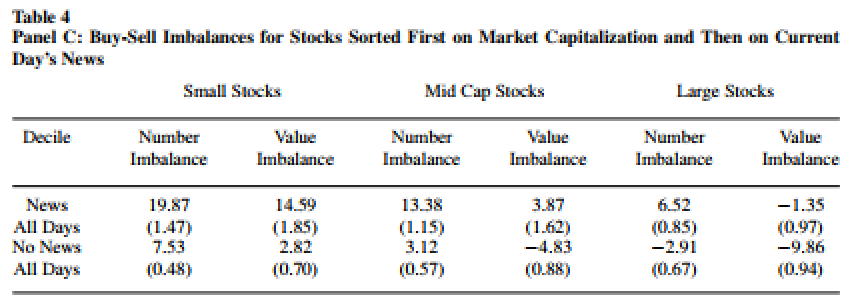 Table 4
Panel C: Buy-Sell Imbalances for Stocks Sorted First on Market Capitalization and Then on Current
Day's News
Small Stocks Mid Cap Stocks Large Stocks
Decile Number Value Number Value Number Value
Imbalance Imbalance Imbalance Imbalance Imbalance Imbalance
News 19.87 14.59 13.38 3.87 6.52 −1.35
All Days (1.47) (1.85) (1.15) (1.62) (0.85) (0.97)
No News 7.53 2.82 3.12 −4.83 −2.91 −9.86
All Days (0.48) (0.70) (0.57) (0.88) (0.67) (0.94)